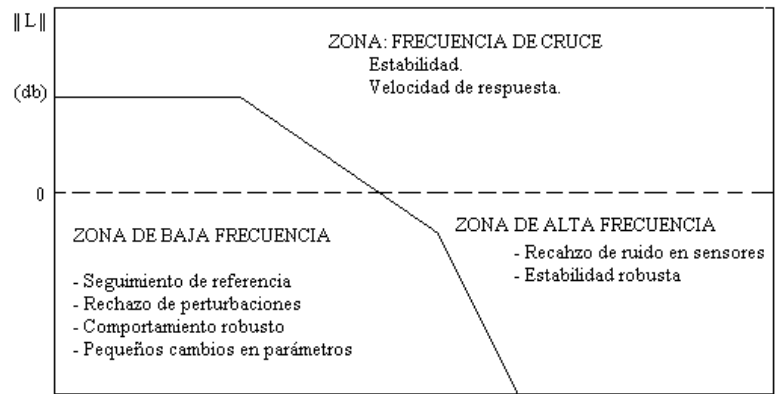 || L ||
ZONA: FRECUENCIA DE CRUCE
Estabilidad.
Velocidad de respuesta.
(db)
0
ZONA DE BAJA FRECUENCIA
- Seguimiento de referencia
- Rechazo de perturbaciones
- Comportamiento robusto
- Pequeños cambios en parámetros
ZONA DE ALTA FRECUENCIA
- Recahzo de ruido en sensores
- Estabilidad robusta